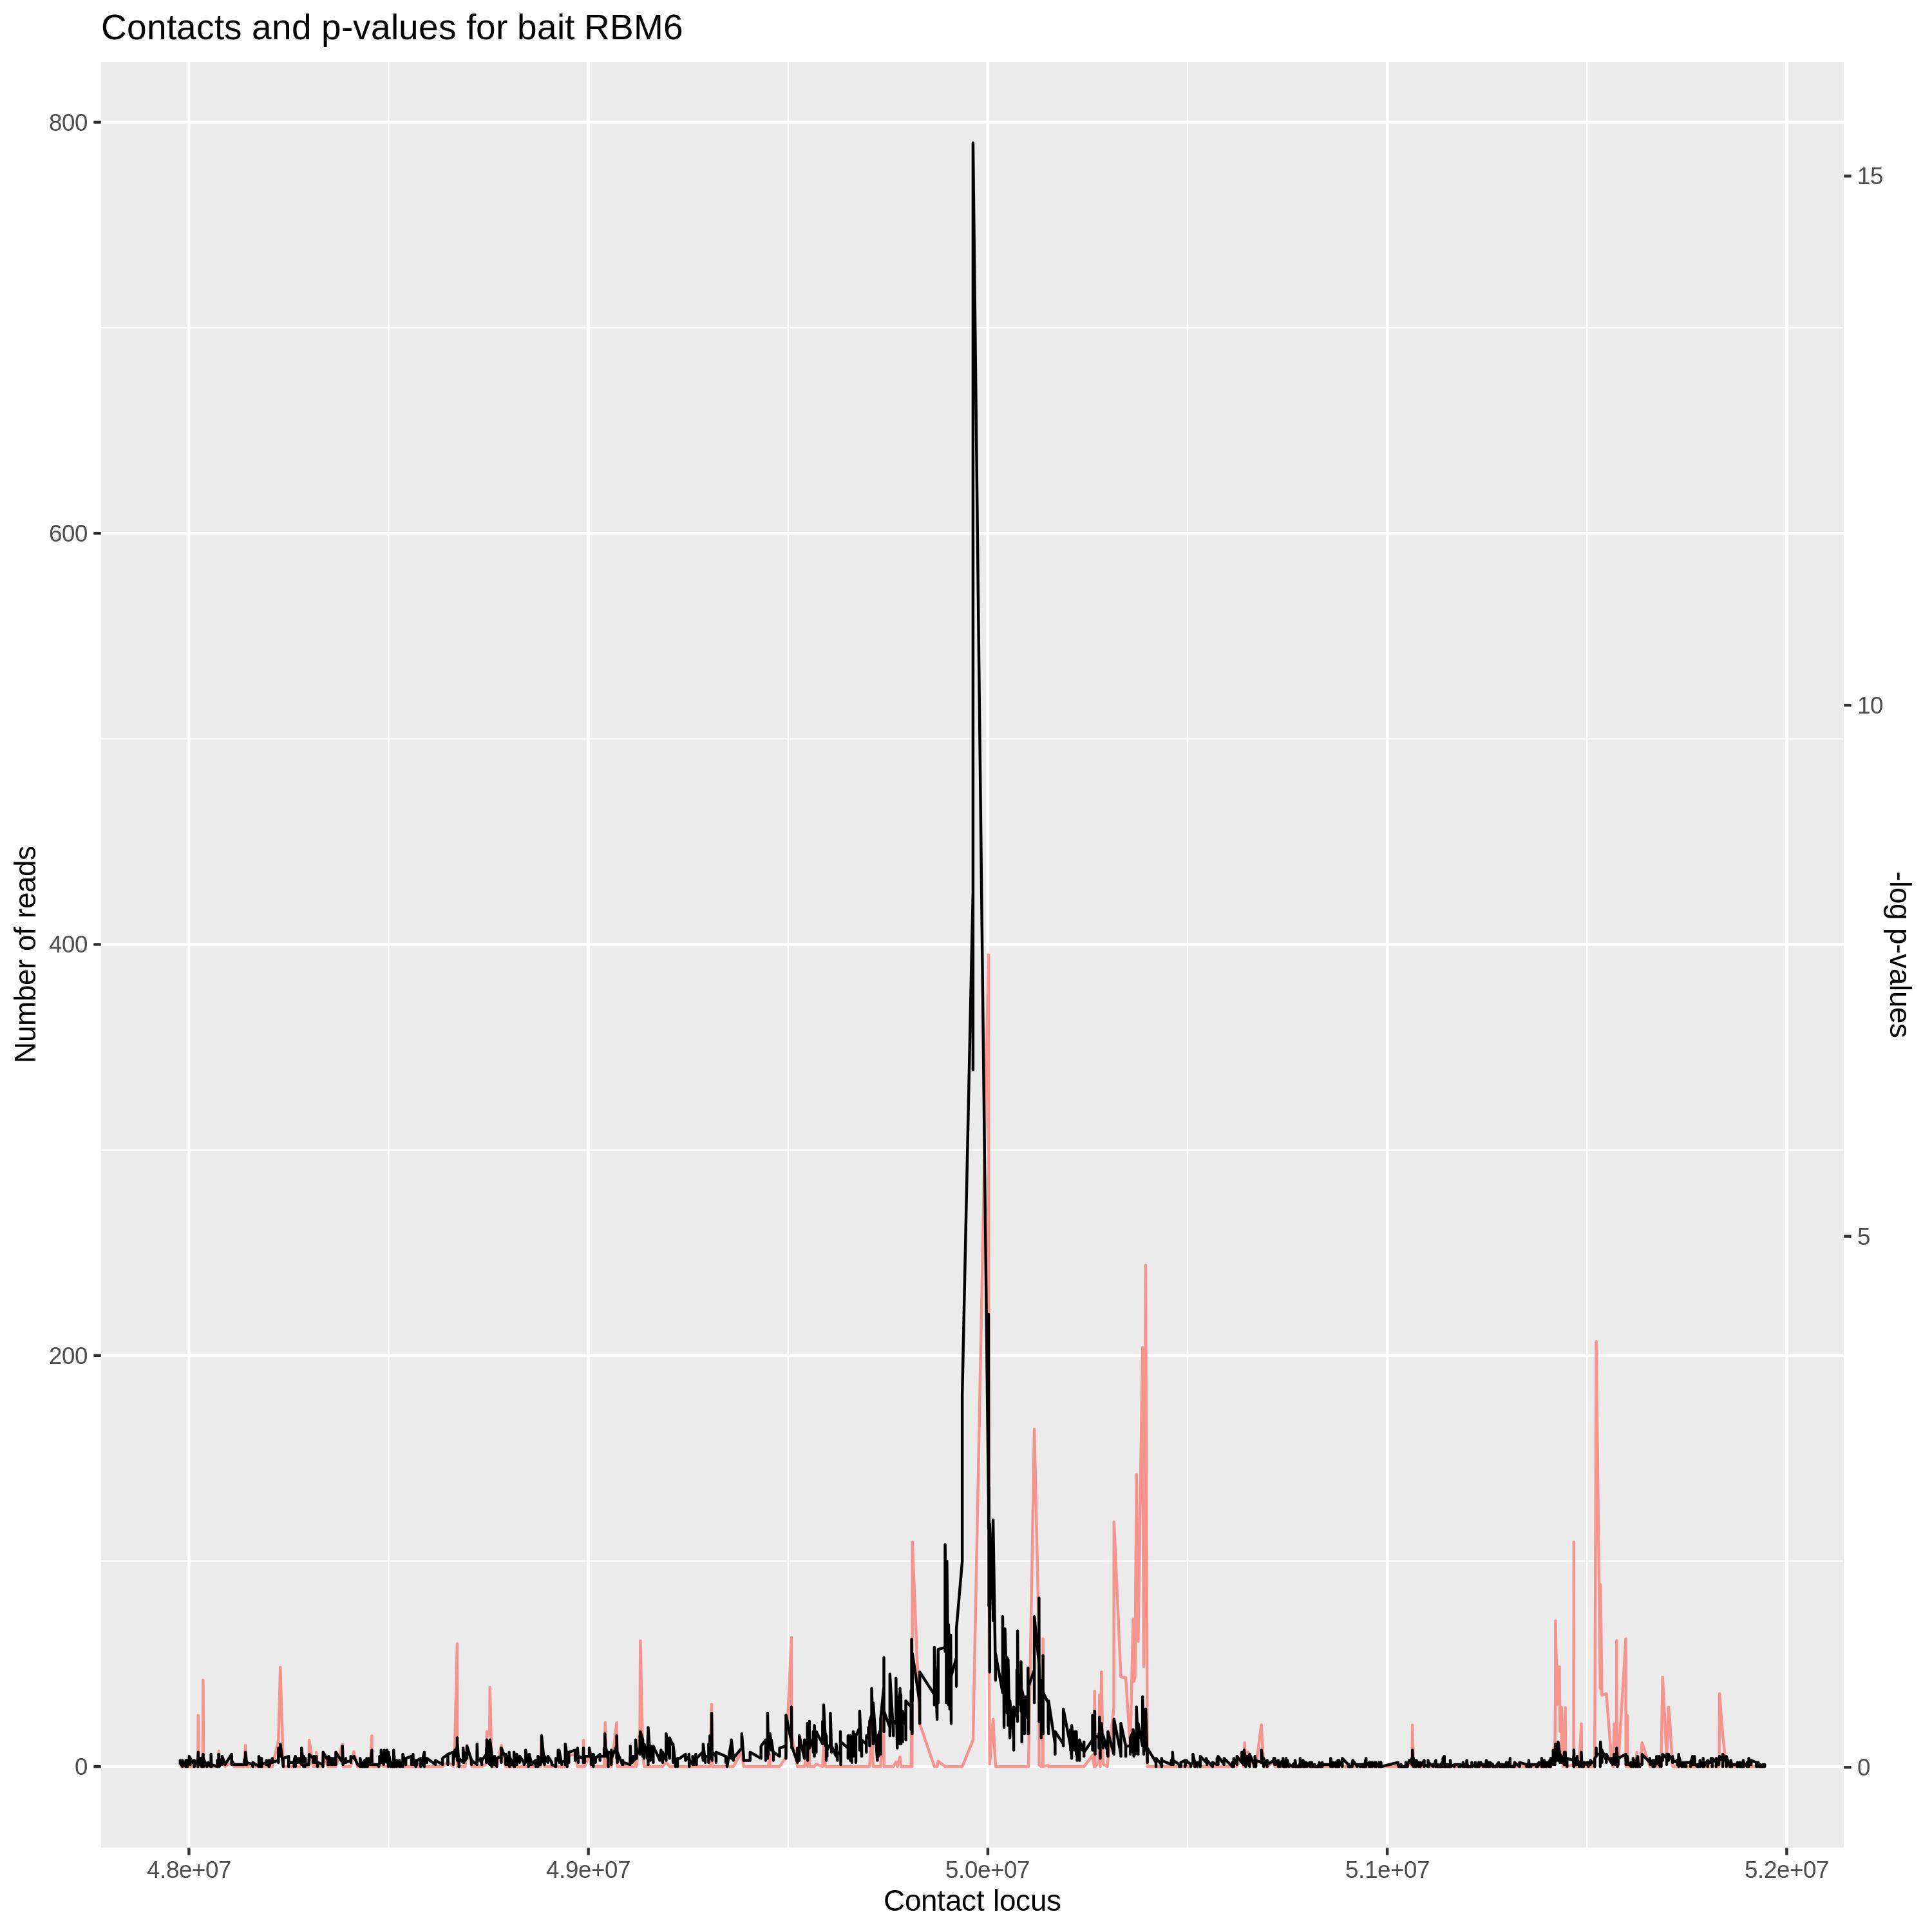 Contacts and p-values for bait RBM6
800
600
400
200
0
Number of reads
15
10
5
0
-log p-values
4.8e+07
4.9e+07
5.0e+07
5.1e+07
5.2e+07
Contact locus